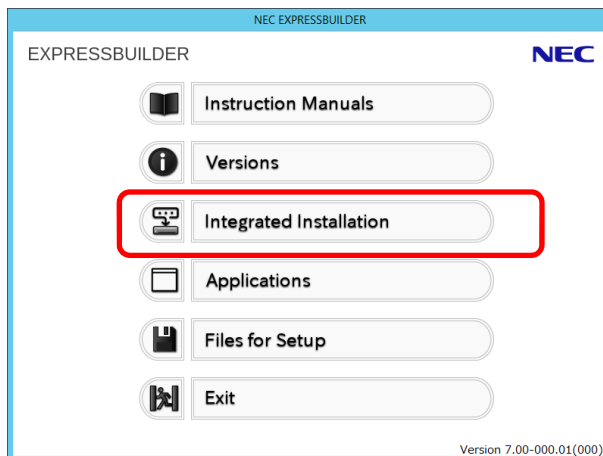 NEC EXPRESSBUILDER
EXPRESSBUILDER
NEC
Instruction Manuals
Versions
Integrated Installation
Applications
Files for Setup
Exit
Version 7.00-000.01(000)